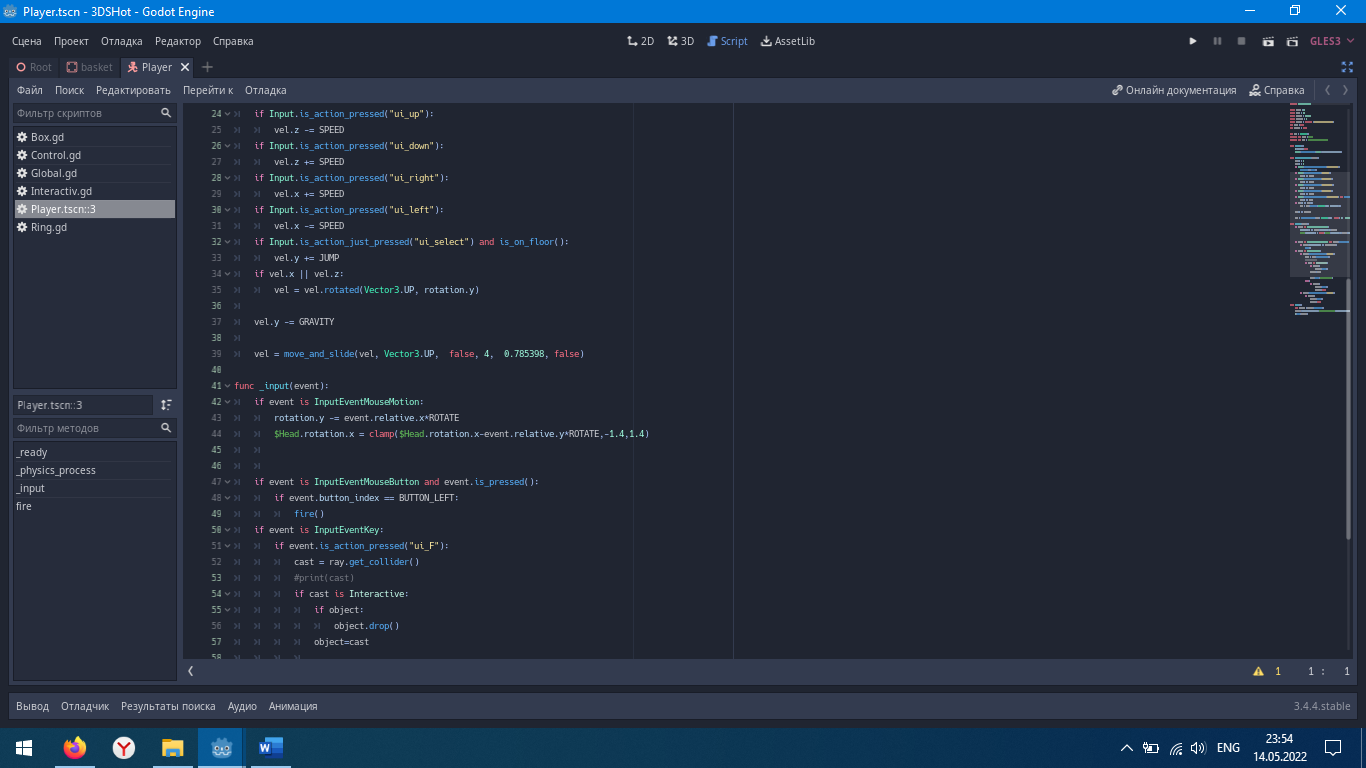 Player.tscn - 3DSHot - Godot Engine
Сцена Проект Отладка Редактор Справка 2D 3D Script AssetLib GLES3
Root basket Player
Файл Поиск Редактировать Перейти к Отладка Онлайн документация Справка
Фильтр скриптов
Box.gd
Control.gd
Global.gd
Interactiv.gd
Player.tscn::3
Ring.gd
Player.tscn::3
Фильтр методов
_ready
_physics_process
_input
fire
24 if Input.is_action_pressed("ui_up"):
25 vel.z -= SPEED
26 if Input.is_action_pressed("ui_down"):
27 vel.z += SPEED
28 if Input.is_action_pressed("ui_right"):
29 vel.x += SPEED
30 if Input.is_action_pressed("ui_left"):
31 vel.x -= SPEED
32 if Input.is_action_just_pressed("ui_select") and is_on_floor():
33 vel.y += JUMP
34 if vel.x || vel.z:
35 vel = vel.rotated(Vector3.UP, rotation.y)
36
37 vel.y -= GRAVITY
38
39 vel = move_and_slide(vel, Vector3.UP,  false, 4,  0.785398, false)
40
41 func _input(event):
42 if event is InputEventMouseMotion:
43 rotation.y -= event.relative.x*ROTATE
44 $Head.rotation.x = clamp($Head.rotation.x-event.relative.y*ROTATE,-1.4,1.4)
45
46
47 if event is InputEventMouseButton and event.is_pressed():
48 if event.button_index == BUTTON_LEFT:
49 fire()
50 if event is InputEventKey:
51 if event.is_action_pressed("ui_F"):
52 cast = ray.get_collider()
53 #print(cast)
54 if cast is Interactive:
55 if object:
56 object.drop()
57 object=cast
58
1 1 : 1
Вывод Отладчик Результаты поиска Аудио Анимация 3.4.4.stable
ENG 23:54
14.05.2022